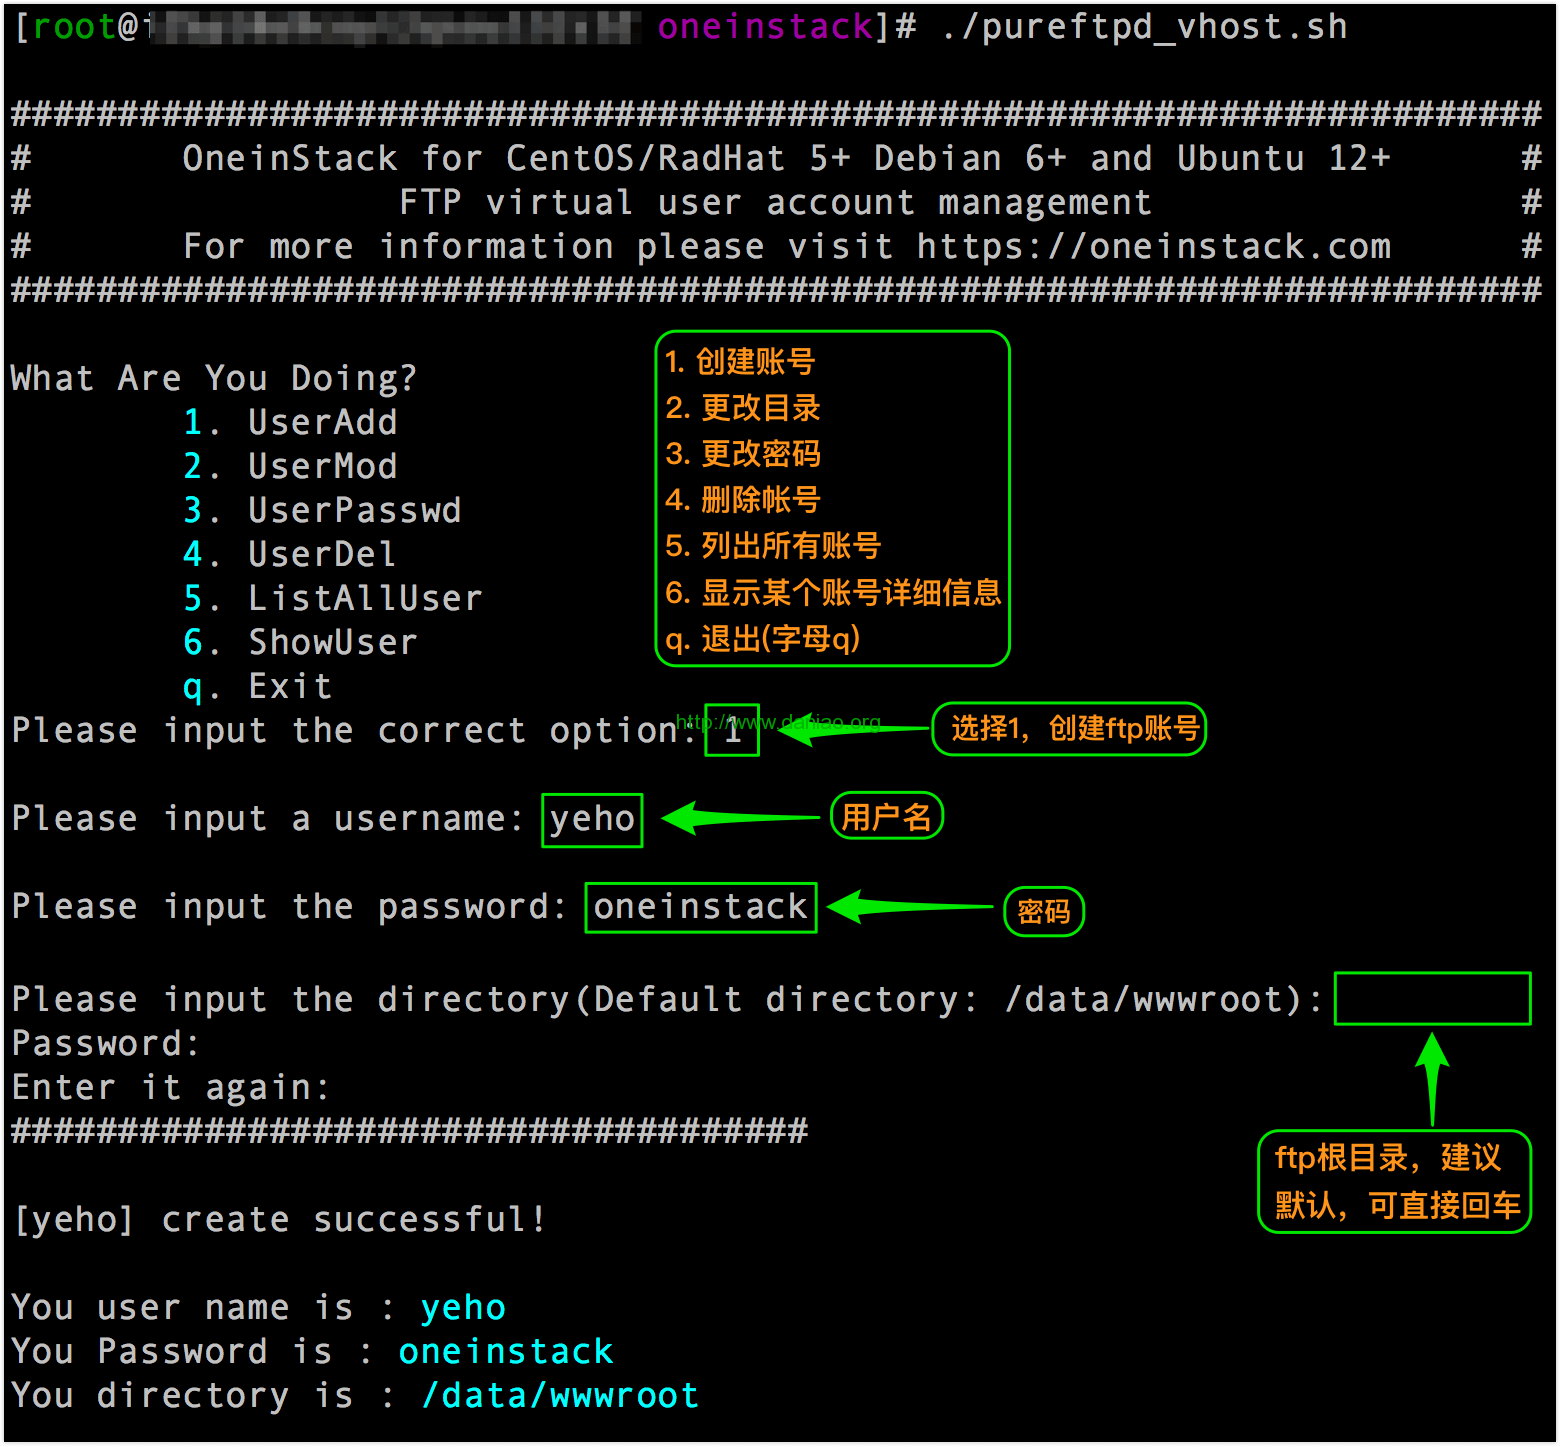 [root@ oneinstack]# ./pureftpd_vhost.sh
#######################################################################
# OneinStack for CentOS/RadHat 5+ Debian 6+ and Ubuntu 12+ #
# FTP virtual user account management #
# For more information please visit https://oneinstack.com #
#######################################################################
What Are You Doing?
1. UserAdd
2. UserMod
3. UserPasswd
4. UserDel
5. ListAllUser
6. ShowUser
q. Exit
1. 创建账号
2. 更改目录
3. 更改密码
4. 删除帐号
5. 列出所有账号
6. 显示某个账号详细信息
q. 退出(字母q)
Please input the correct option: 1
http://www.daniao.org
选择1，创建ftp账号
Please input a username: yeho
用户名
Please input the password: oneinstack
密码
Please input the directory(Default directory: /data/wwwroot):
Password:
Enter it again:
#####################################
ftp根目录，建议
默认，可直接回车
[yeho] create successful!
You user name is : yeho
You Password is : oneinstack
You directory is : /data/wwwroot